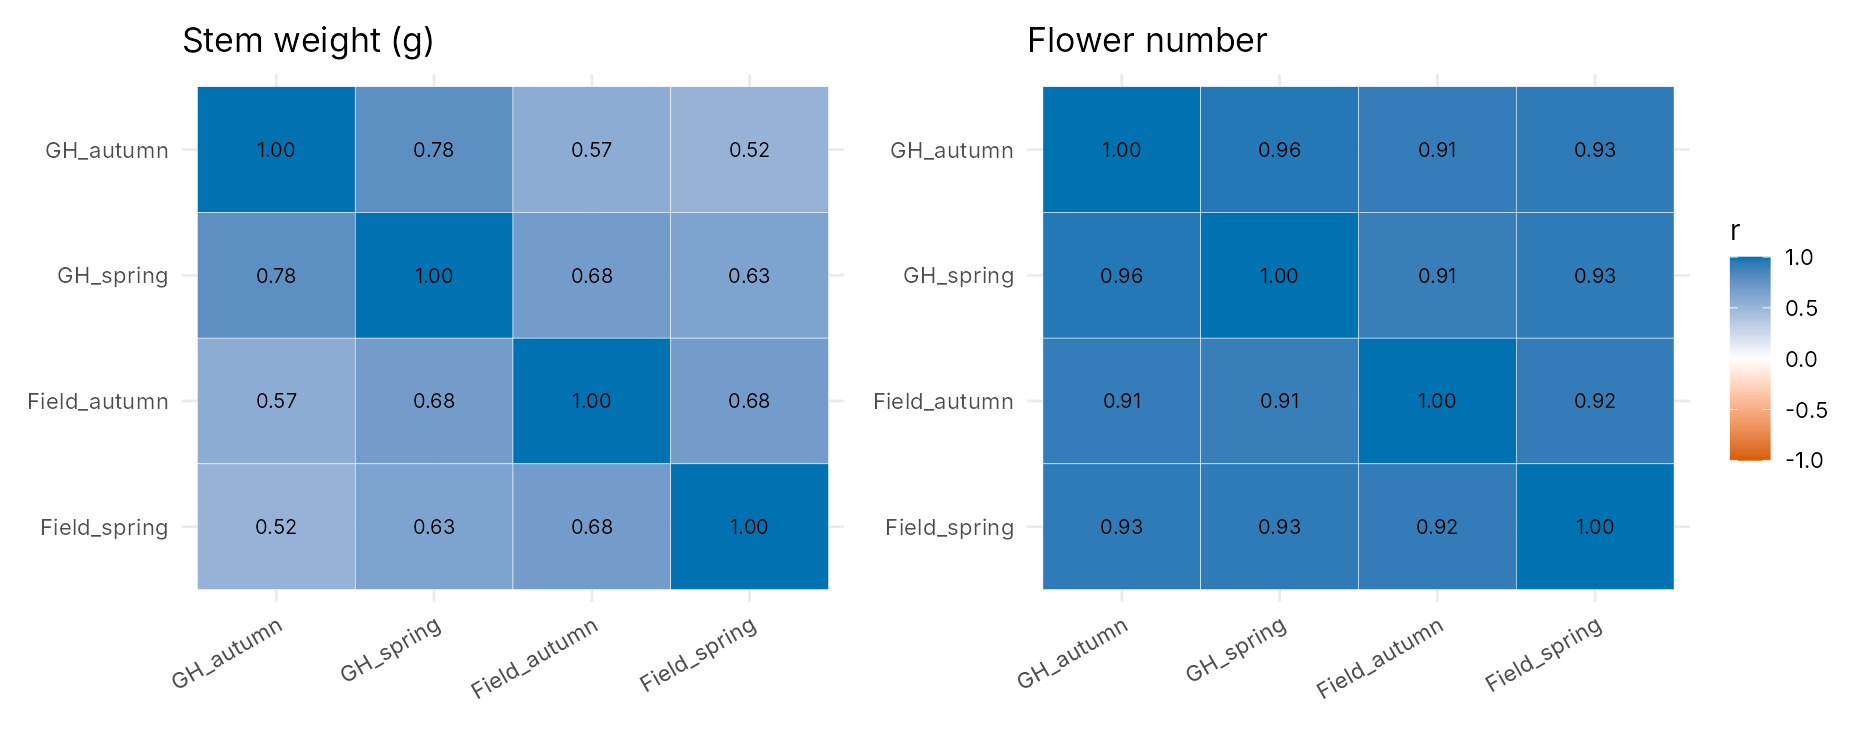 Stem weight (g)
GH_autumn 1.00 0.78 0.57 0.52
GH_spring 0.78 1.00 0.68 0.63
Field_autumn 0.57 0.68 1.00 0.68
Field_spring 0.52 0.63 0.68 1.00
GH_autumn GH_spring Field_autumn Field_spring
Flower number
GH_autumn 1.00 0.96 0.91 0.93
GH_spring 0.96 1.00 0.91 0.93
Field_autumn 0.91 0.91 1.00 0.92
Field_spring 0.93 0.93 0.92 1.00
GH_autumn GH_spring Field_autumn Field_spring
r
1.0
0.5
0.0
-0.5
-1.0